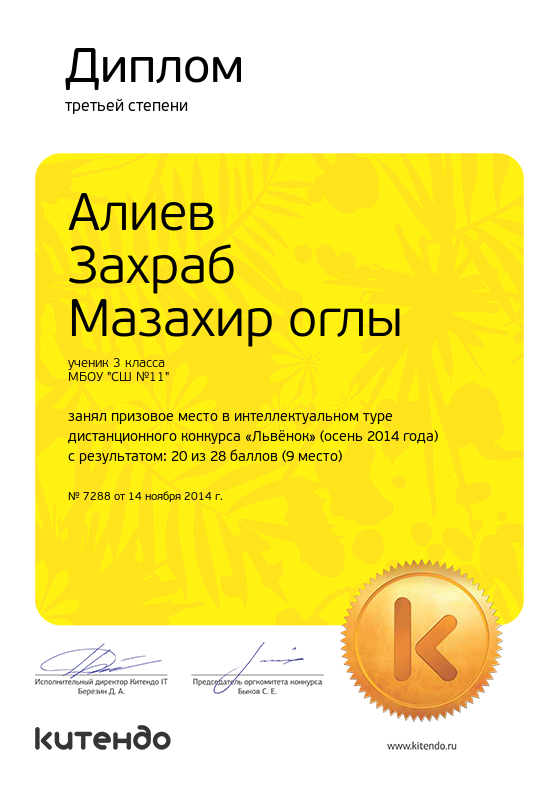 Диплом
третьей степени
Алиев
Захраб
Мазахир оглы
ученик 3 класса
МБОУ "СШ №11"
занял призовое место в интеллектуальном туре
дистанционного конкурса «Львёнок» (осень 2014 года)
с результатом: 20 из 28 баллов (9 место)
№ 7288 от 14 ноября 2014 г.
Исполнительный директор Китендо IT
Березин Д. А.
Председатель оргкомитета конкурса
Быков С. Е.
китендо
www.kitendo.ru